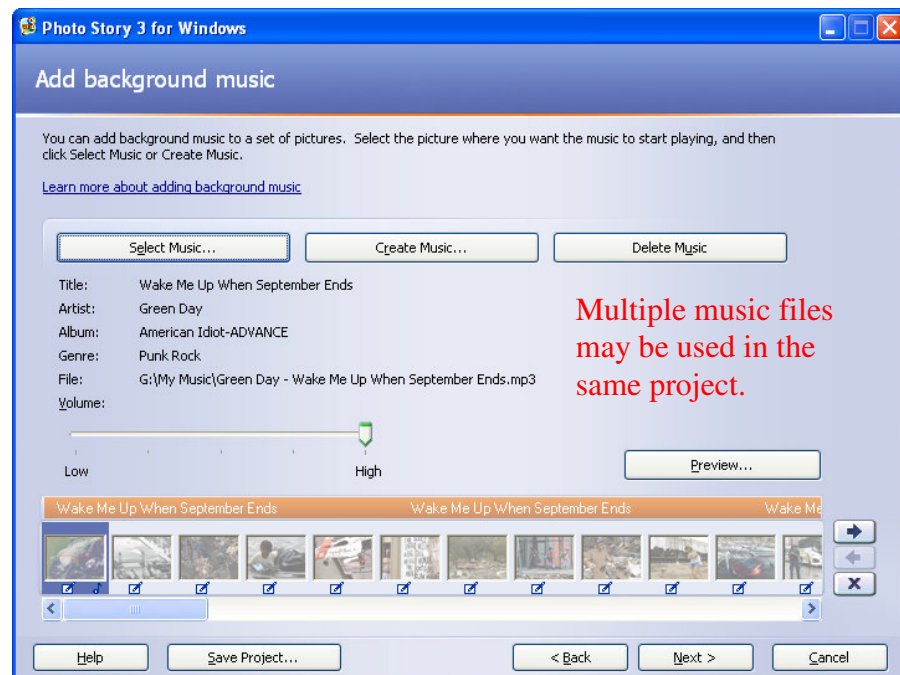 Photo Story 3 for Windows
Add background music
You can add background music to a set of pictures. Select the picture where you want the music to start playing, and then
click Select Music or Create Music.
Learn more about adding background music
Select Music... Create Music... Delete Music
Title: Wake Me Up When September Ends
Artist: Green Day
Album: American Idiot-ADVANCE
Genre: Punk Rock
File: G:\My Music\Green Day - Wake Me Up When September Ends.mp3
Volume:
Low High
Multiple music files
may be used in the
same project.
Preview...
Wake Me Up When September Ends Wake Me Up When September Ends Wake Me
Help Save Project... < Back Next > Cancel